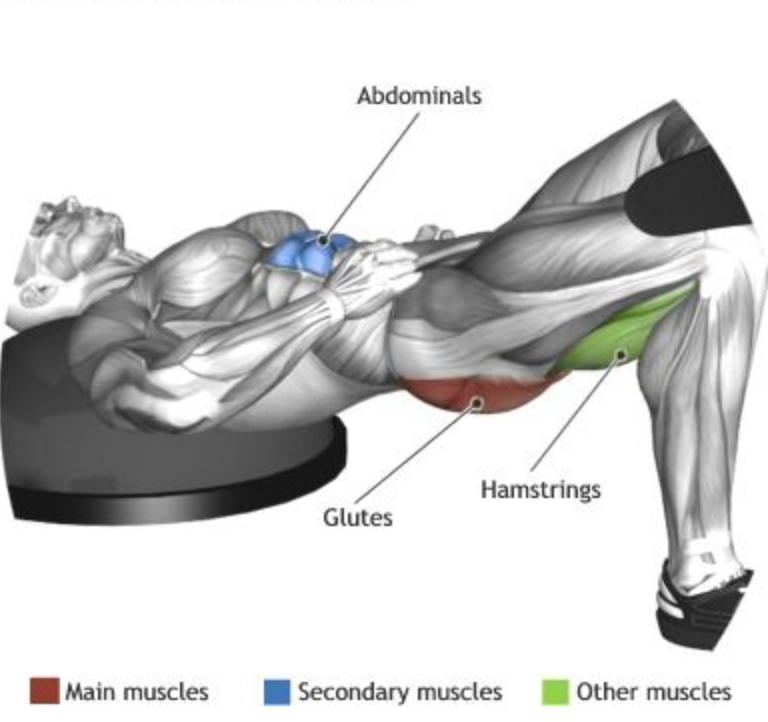 Abdominals
Hamstrings
Glutes
Main muscles
Secondary muscles
Other muscles